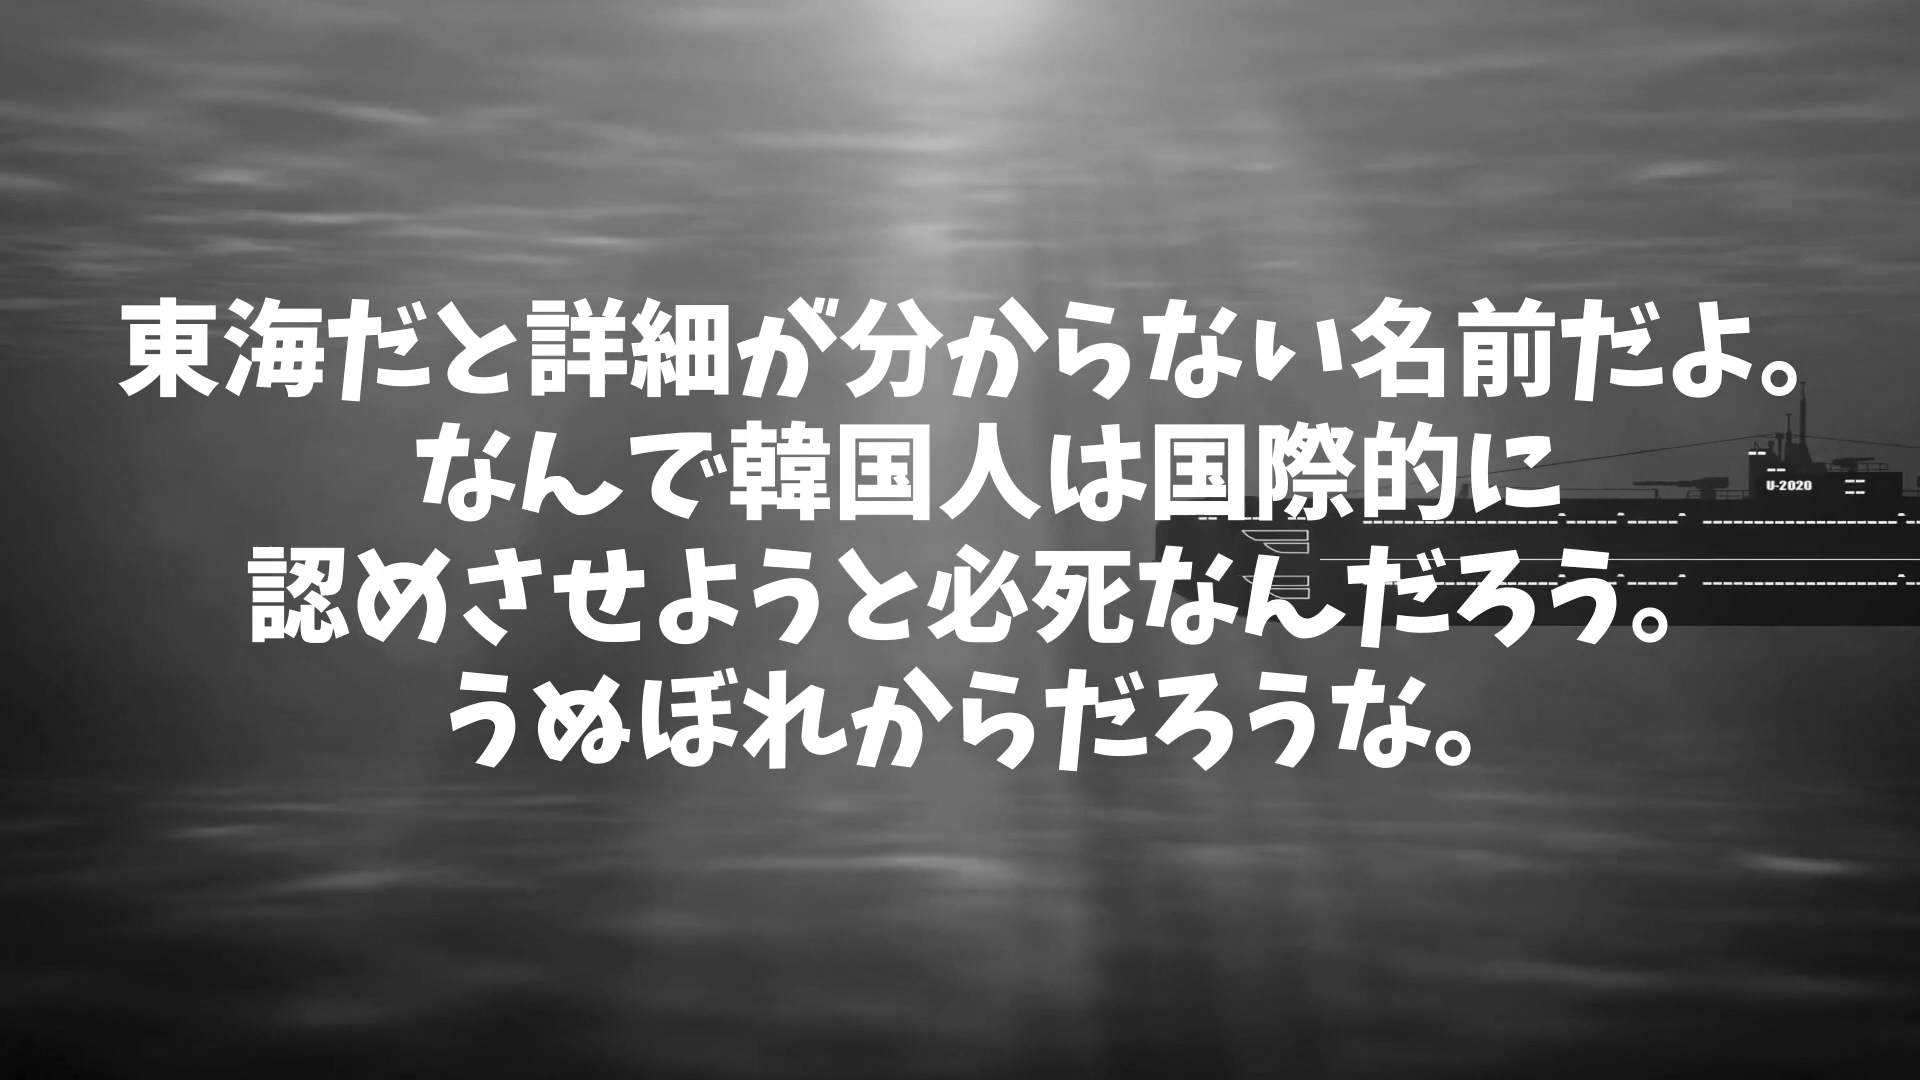 東海だと詳細が分からない名前だよ。
なんで韓国人は国際的に
認めさせようと必死なんだろう。
うぬぼれからだろうな。
U-2020